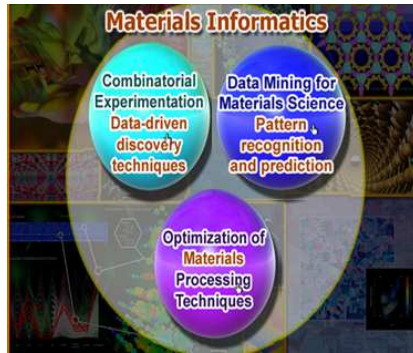 Materials Informatics
Combinatorial
Experimentation
Data-driven
discovery
techniques
Data Mining for
Materials Science
Pattern
recognition
and prediction
Optimization of
Materials
Processing
Techniques